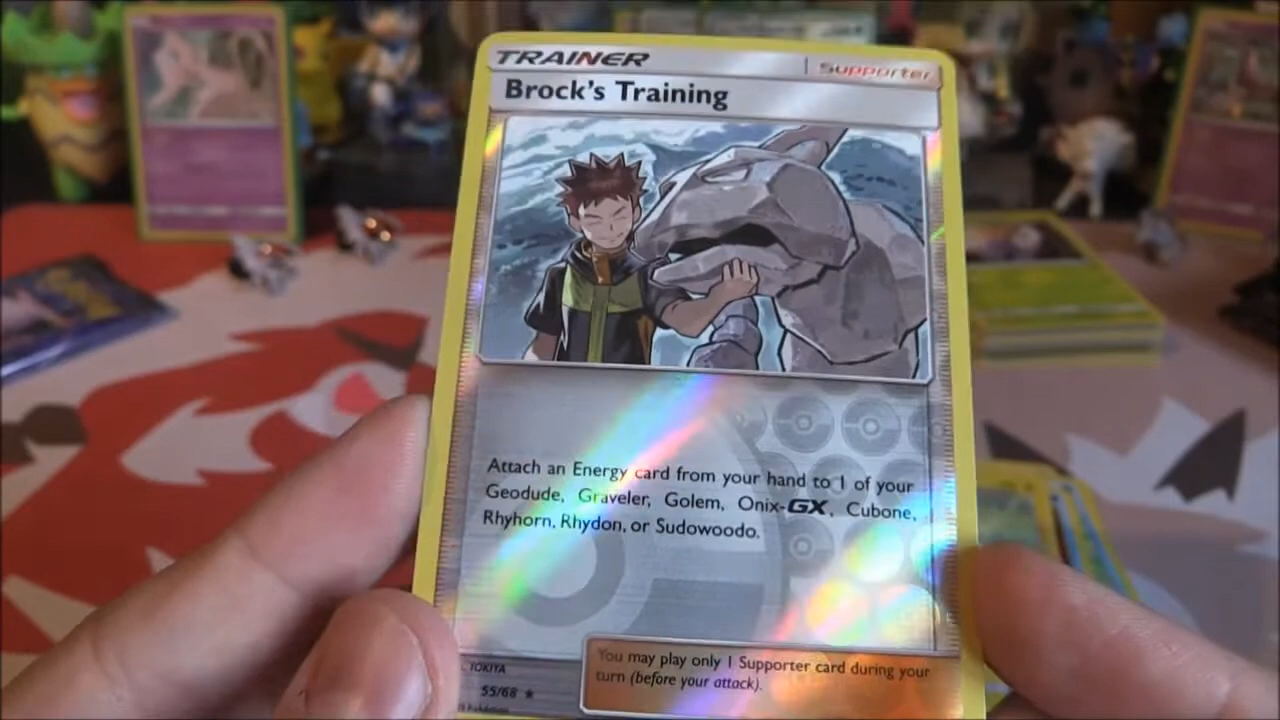 TRAINER
Supporter
Brock's Training
Attach an Energy card from your hand to 1 of your
Geodude, Graveler, Golem, Onix-GX, Cubone,
Rhyhorn, Rhydon, or Sudowoodo.
You may play only 1 Supporter card during your
turn (before your attack).
TOKIYA
55/68 ★